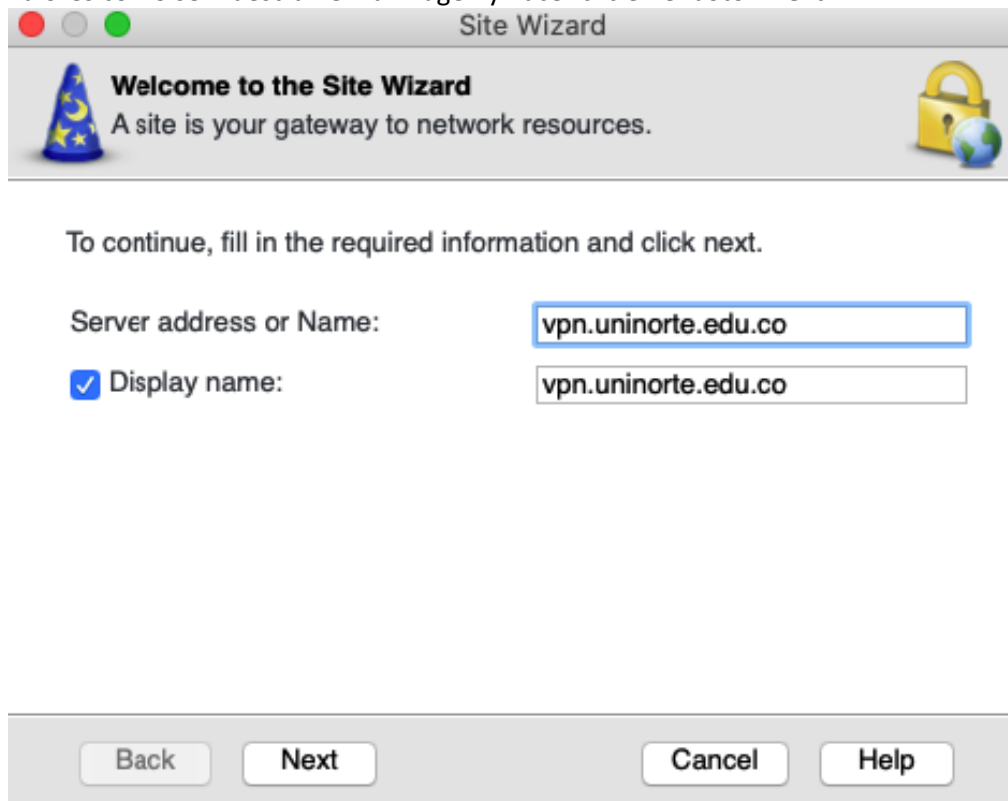 Site Wizard
Welcome to the Site Wizard
A site is your gateway to network resources.
To continue, fill in the required information and click next.
Server address or Name: vpn.uninorte.edu.co
Display name: vpn.uninorte.edu.co
Back Next Cancel Help